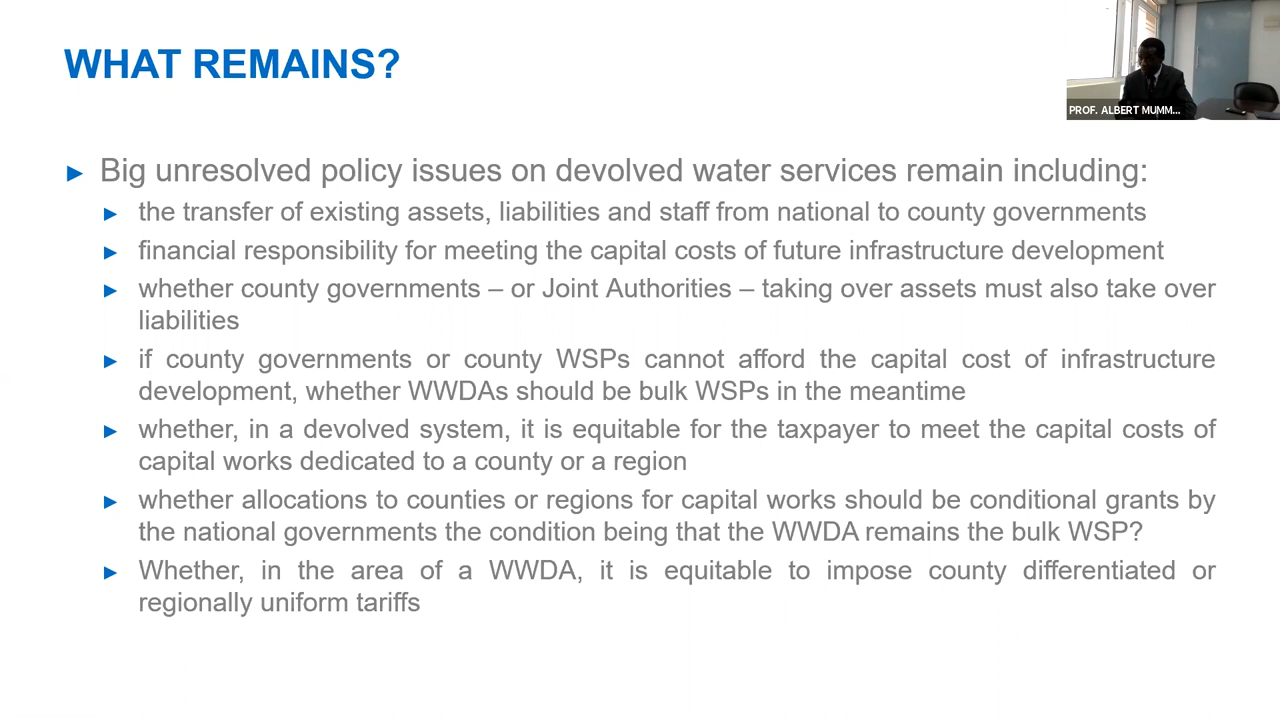 WHAT REMAINS?
PROF. ALBERT MUMM...
► Big unresolved policy issues on devolved water services remain including:
► the transfer of existing assets, liabilities and staff from national to county governments
► financial responsibility for meeting the capital costs of future infrastructure development
► whether county governments – or Joint Authorities – taking over assets must also take over
liabilities
► if county governments or county WSPs cannot afford the capital cost of infrastructure
development, whether WWDAs should be bulk WSPs in the meantime
► whether, in a devolved system, it is equitable for the taxpayer to meet the capital costs of
capital works dedicated to a county or a region
► whether allocations to counties or regions for capital works should be conditional grants by
the national governments the condition being that the WWDA remains the bulk WSP?
► Whether, in the area of a WWDA, it is equitable to impose county differentiated or
regionally uniform tariffs